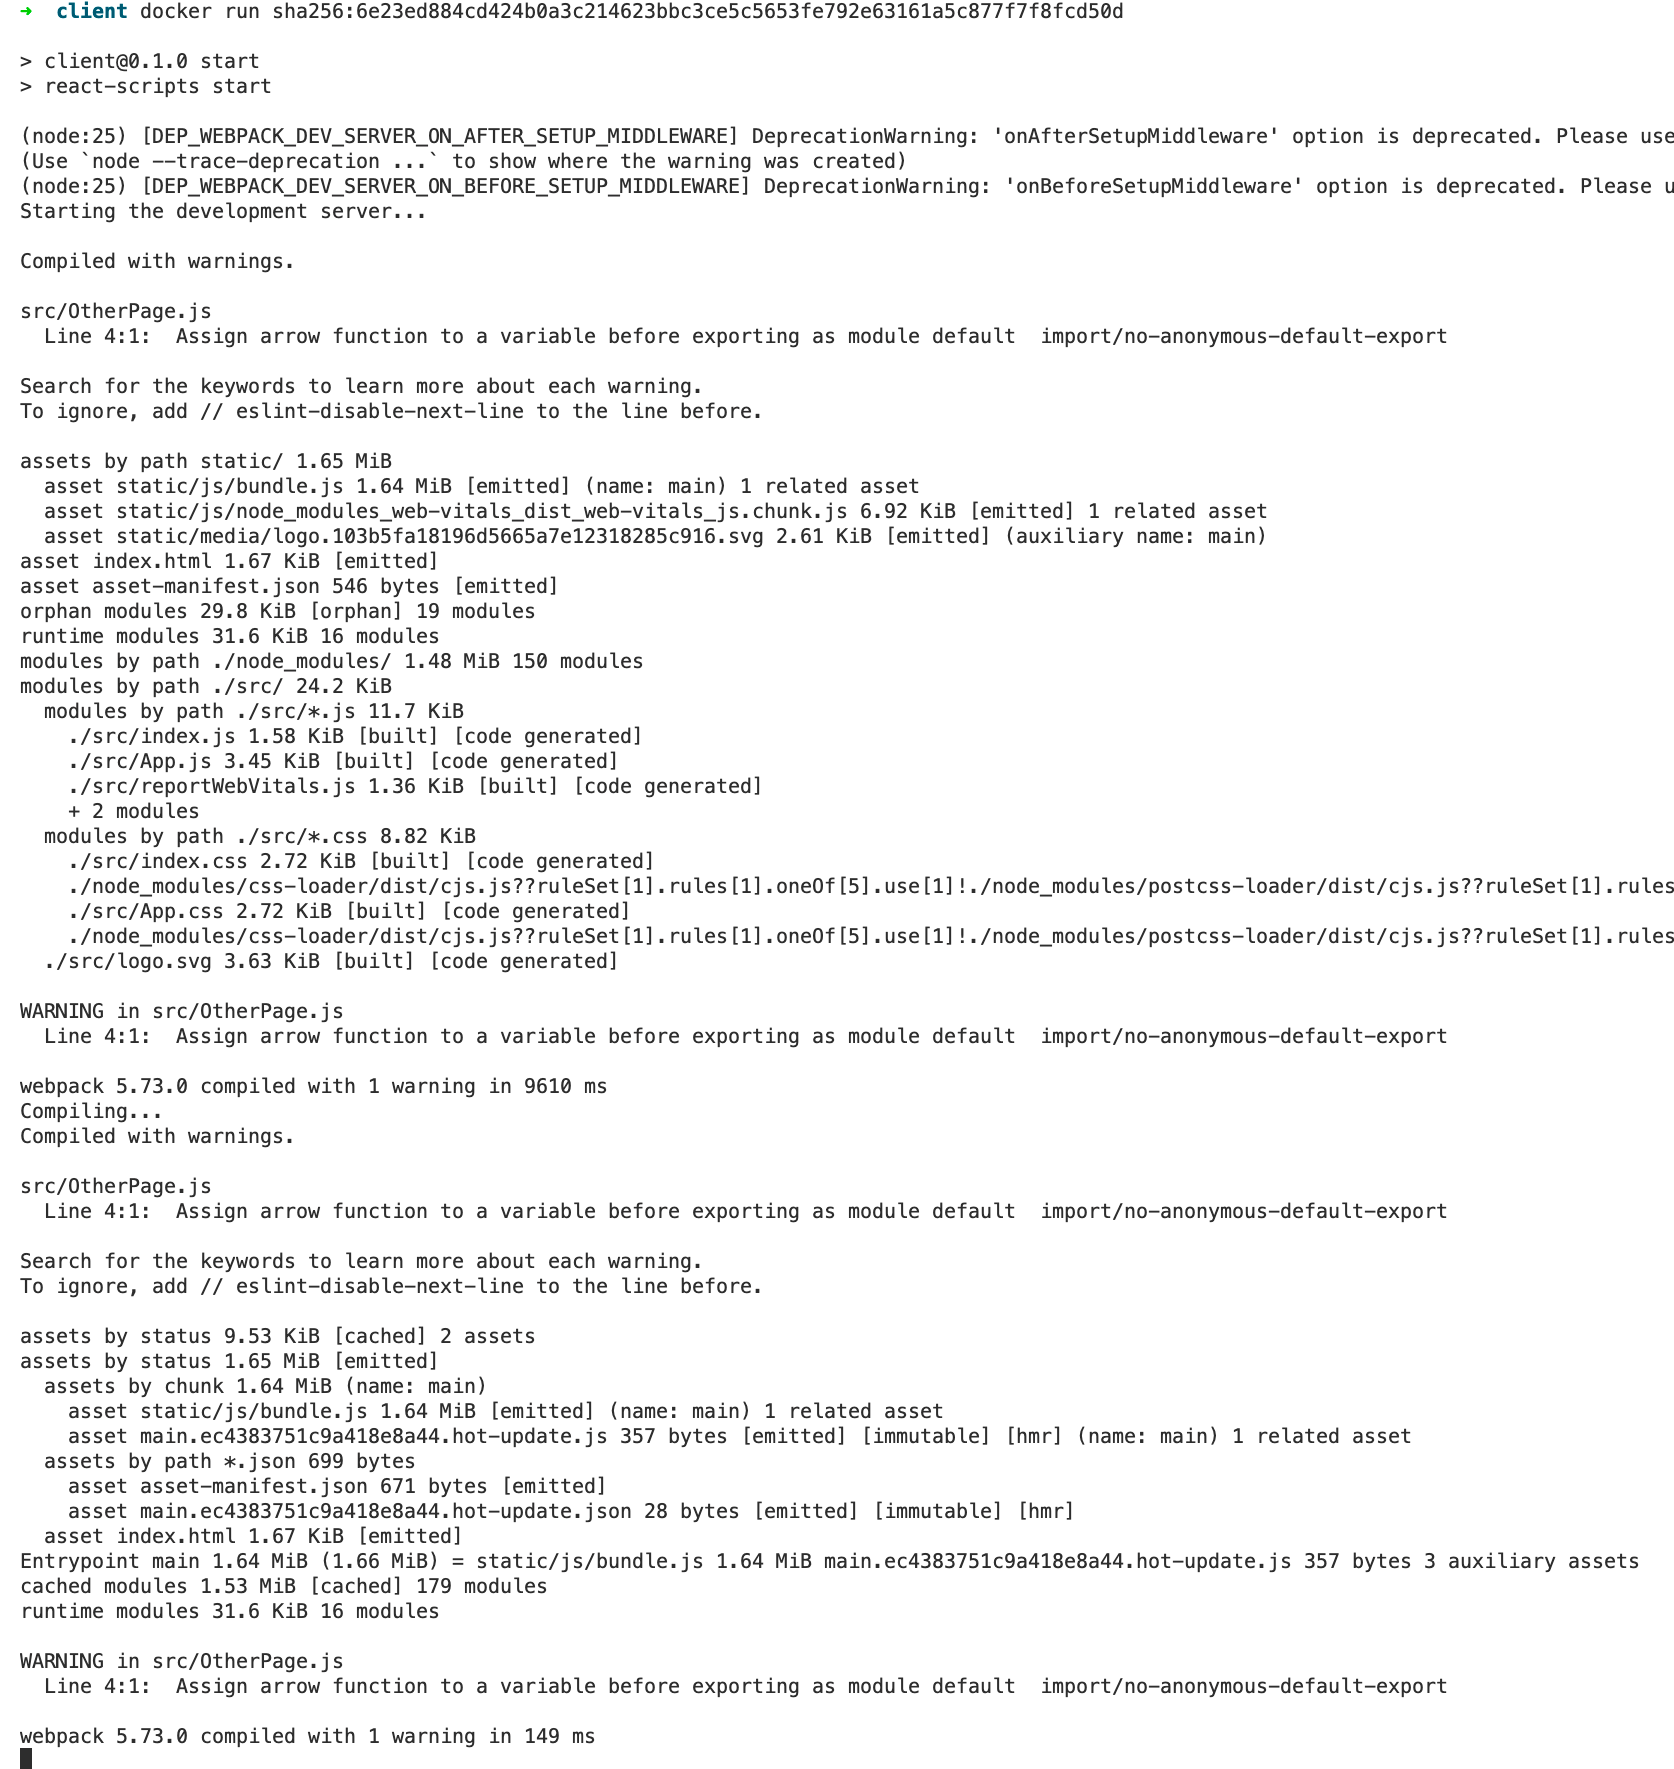 ➜  client docker run sha256:6e23ed884cd424b0a3c214623bbc3ce5c5653fe792e63161a5c877f7f8fcd50d

> client@0.1.0 start
> react-scripts start

(node:25) [DEP_WEBPACK_DEV_SERVER_ON_AFTER_SETUP_MIDDLEWARE] DeprecationWarning: 'onAfterSetupMiddleware' option is deprecated. Please use
(Use `node --trace-deprecation ...` to show where the warning was created)
(node:25) [DEP_WEBPACK_DEV_SERVER_ON_BEFORE_SETUP_MIDDLEWARE] DeprecationWarning: 'onBeforeSetupMiddleware' option is deprecated. Please u
Starting the development server...

Compiled with warnings.

src/OtherPage.js
  Line 4:1:  Assign arrow function to a variable before exporting as module default  import/no-anonymous-default-export

Search for the keywords to learn more about each warning.
To ignore, add // eslint-disable-next-line to the line before.

assets by path static/ 1.65 MiB
  asset static/js/bundle.js 1.64 MiB [emitted] (name: main) 1 related asset
  asset static/js/node_modules_web-vitals_dist_web-vitals_js.chunk.js 6.92 KiB [emitted] 1 related asset
  asset static/media/logo.103b5fa18196d5665a7e12318285c916.svg 2.61 KiB [emitted] (auxiliary name: main)
asset index.html 1.67 KiB [emitted]
asset asset-manifest.json 546 bytes [emitted]
orphan modules 29.8 KiB [orphan] 19 modules
runtime modules 31.6 KiB 16 modules
modules by path ./node_modules/ 1.48 MiB 150 modules
modules by path ./src/ 24.2 KiB
  modules by path ./src/*.js 11.7 KiB
    ./src/index.js 1.58 KiB [built] [code generated]
    ./src/App.js 3.45 KiB [built] [code generated]
    ./src/reportWebVitals.js 1.36 KiB [built] [code generated]
    + 2 modules
  modules by path ./src/*.css 8.82 KiB
    ./src/index.css 2.72 KiB [built] [code generated]
    ./node_modules/css-loader/dist/cjs.js??ruleSet[1].rules[1].oneOf[5].use[1]!./node_modules/postcss-loader/dist/cjs.js??ruleSet[1].rules
    ./src/App.css 2.72 KiB [built] [code generated]
    ./node_modules/css-loader/dist/cjs.js??ruleSet[1].rules[1].oneOf[5].use[1]!./node_modules/postcss-loader/dist/cjs.js??ruleSet[1].rules
  ./src/logo.svg 3.63 KiB [built] [code generated]

WARNING in src/OtherPage.js
  Line 4:1:  Assign arrow function to a variable before exporting as module default  import/no-anonymous-default-export

webpack 5.73.0 compiled with 1 warning in 9610 ms
Compiling...
Compiled with warnings.

src/OtherPage.js
  Line 4:1:  Assign arrow function to a variable before exporting as module default  import/no-anonymous-default-export

Search for the keywords to learn more about each warning.
To ignore, add // eslint-disable-next-line to the line before.

assets by status 9.53 KiB [cached] 2 assets
assets by status 1.65 MiB [emitted]
  assets by chunk 1.64 MiB (name: main)
    asset static/js/bundle.js 1.64 MiB [emitted] (name: main) 1 related asset
    asset main.ec4383751c9a418e8a44.hot-update.js 357 bytes [emitted] [immutable] [hmr] (name: main) 1 related asset
  assets by path *.json 699 bytes
    asset asset-manifest.json 671 bytes [emitted]
    asset main.ec4383751c9a418e8a44.hot-update.json 28 bytes [emitted] [immutable] [hmr]
  asset index.html 1.67 KiB [emitted]
Entrypoint main 1.64 MiB (1.66 MiB) = static/js/bundle.js 1.64 MiB main.ec4383751c9a418e8a44.hot-update.js 357 bytes 3 auxiliary assets
cached modules 1.53 MiB [cached] 179 modules
runtime modules 31.6 KiB 16 modules

WARNING in src/OtherPage.js
  Line 4:1:  Assign arrow function to a variable before exporting as module default  import/no-anonymous-default-export

webpack 5.73.0 compiled with 1 warning in 149 ms